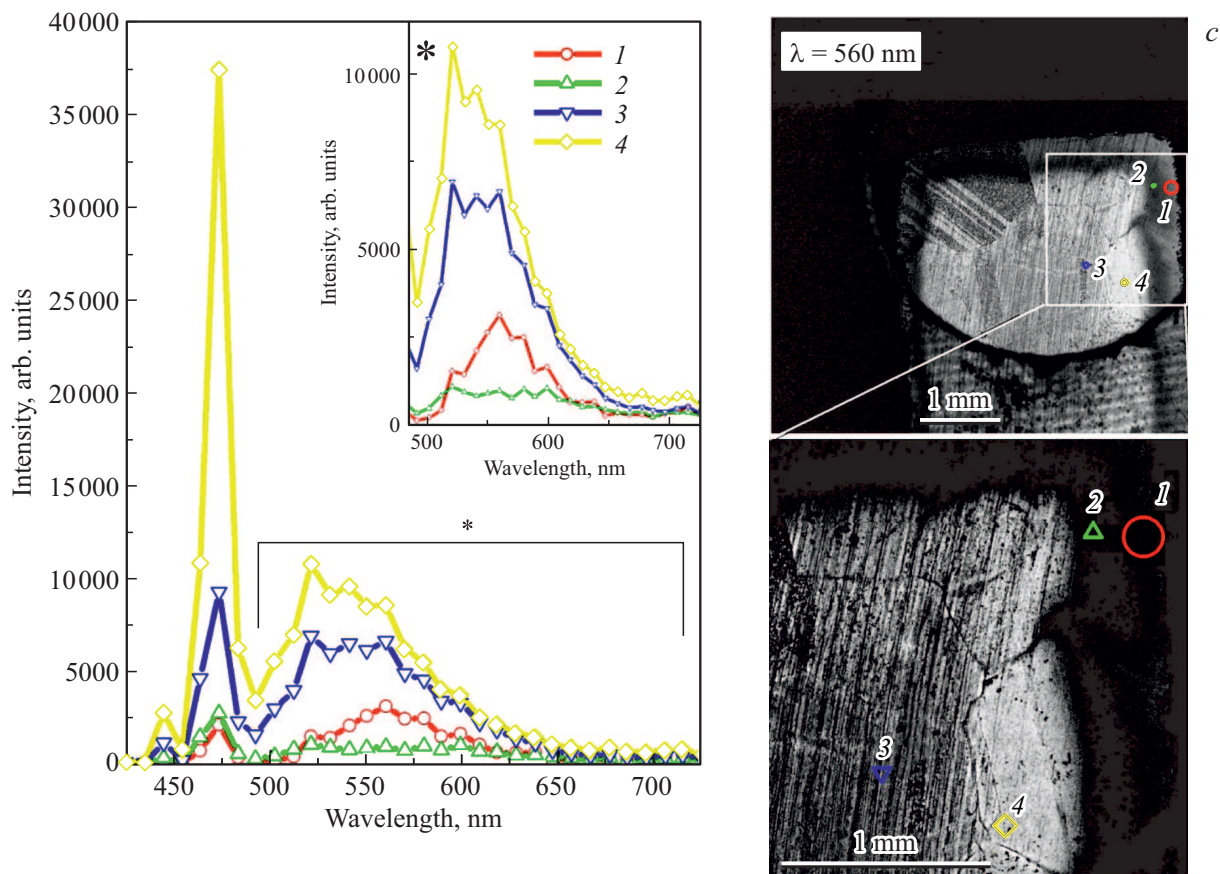 40000
35000
30000
25000
20000
15000
10000
5000
0
Intensity, arb. units
450 500 550 600 650 700
Wavelength, nm
*
*
10000
5000
0
Intensity, arb. units
500 600 700
Wavelength, nm
1
2
3
4
c
λ = 560 nm
2
1
3
4
1 mm
2 1
3
4
1 mm